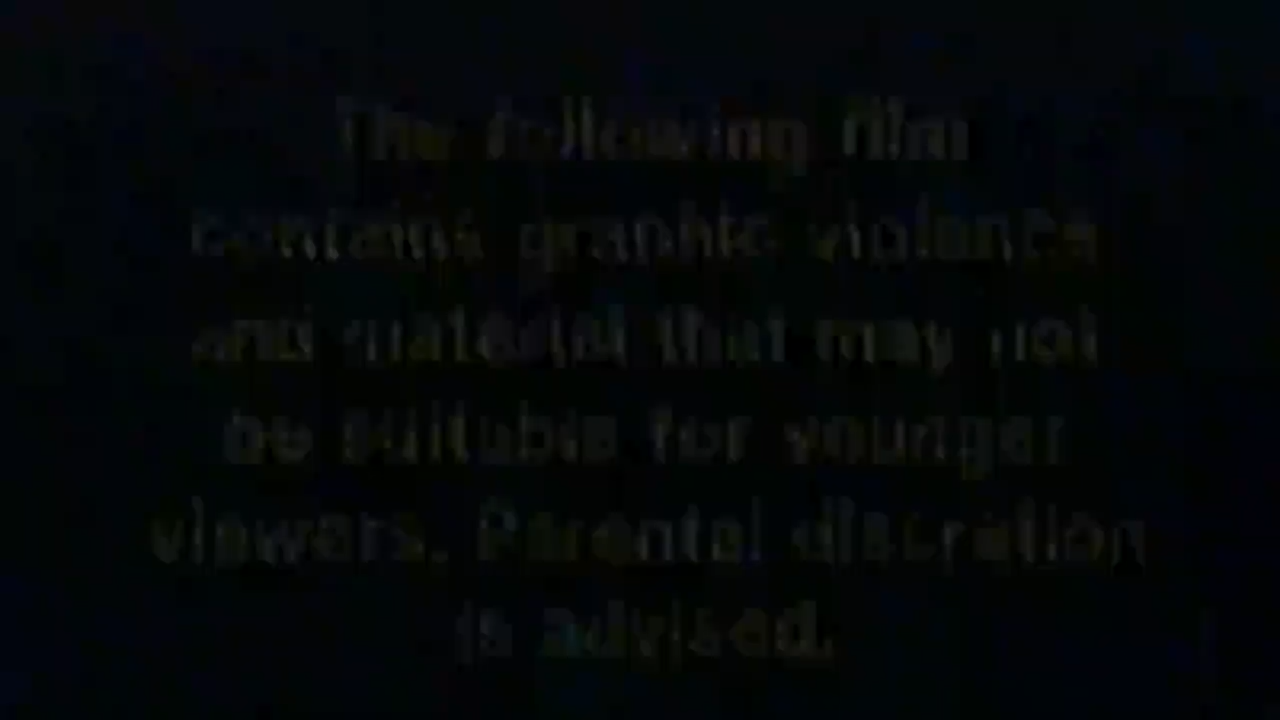 The following film
contains graphic violence
and material that may not
be suitable for younger
viewers. Parental discretion
is advised.